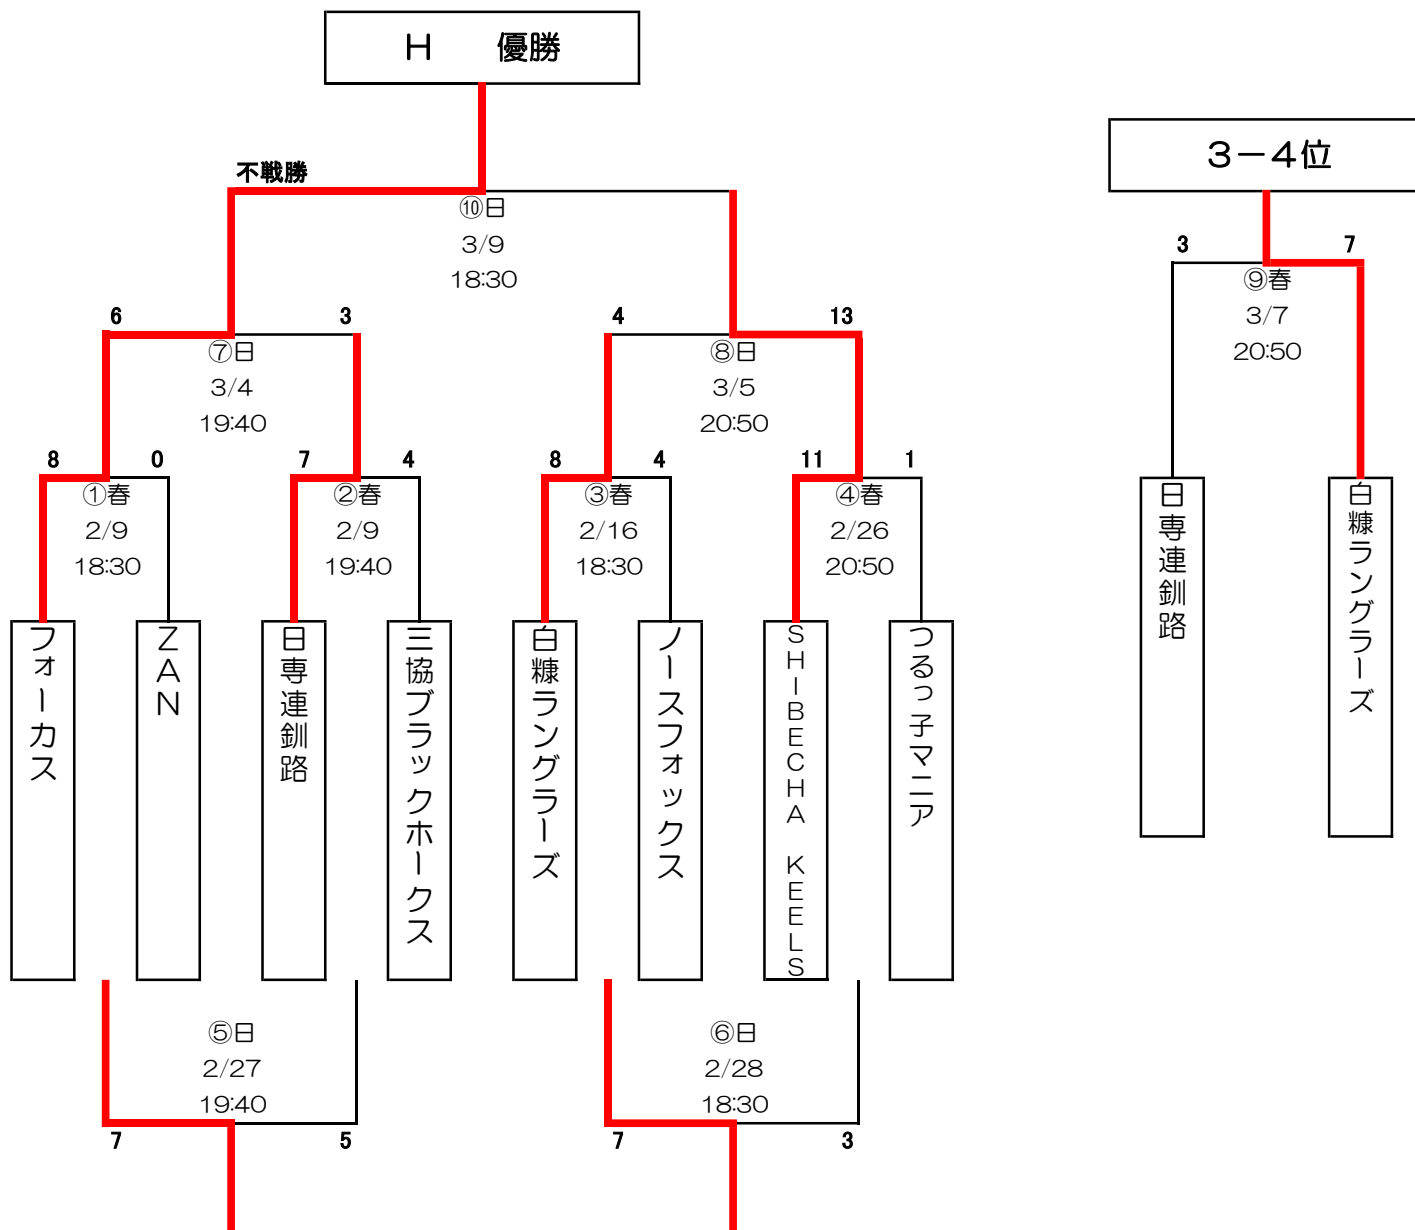 H 優勝
3－4位
不戦勝
⑩日
3/9
18:30
3 7
⑨春
3/7
20:50
6 3 4 13
⑦日
3/4
19:40
⑧日
3/5
20:50
8 0 7 4 8 4 11 1
①春
2/9
18:30
②春
2/9
19:40
③春
2/16
18:30
④春
2/26
20:50
日専連釧路
白糠ラングラーズ
フォーカス
ZAN
日専連釧路
三協ブラックホークス
白糠ラングラーズ
ノースフォックス
SHIBECHA KEELS
つるっ子マニア
⑤日
2/27
19:40
⑥日
2/28
18:30
7 5 7 3